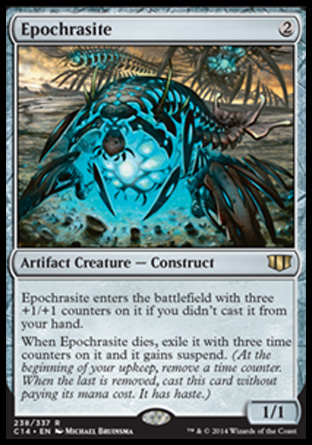 Epochrasite 2
Artifact Creature — Construct
Epochrasite enters the battlefield with three
+1/+1 counters on it if you didn't cast it from
your hand.
When Epochrasite dies, exile it with three time
counters on it and it gains suspend. (At the
beginning of your upkeep, remove a time counter.
When the last is removed, cast this card without
paying its mana cost. It has haste.)
1/1
238/337 R
C14 • EN MICHAEL BRUINSMA
™ & © 2014 Wizards of the Coast